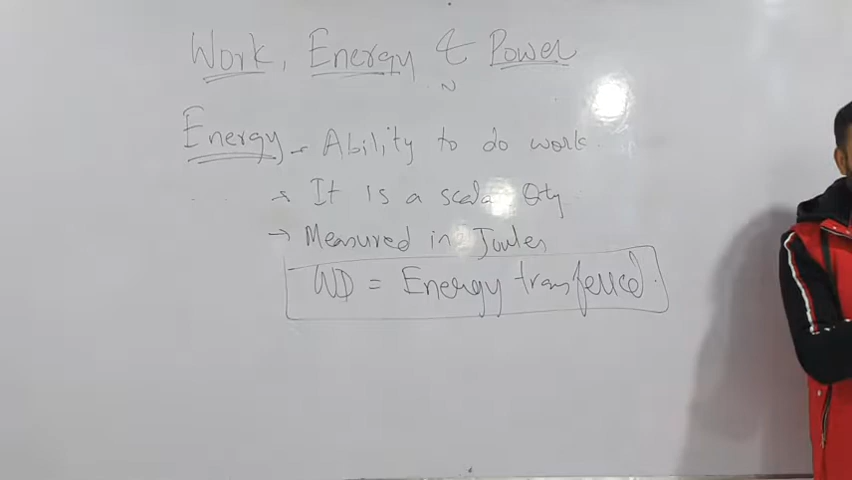 Work, Energy & Power
Energy - Ability to do work.
→ It is a scalar Qty
→ Measured in Joules
WD = Energy transferred.